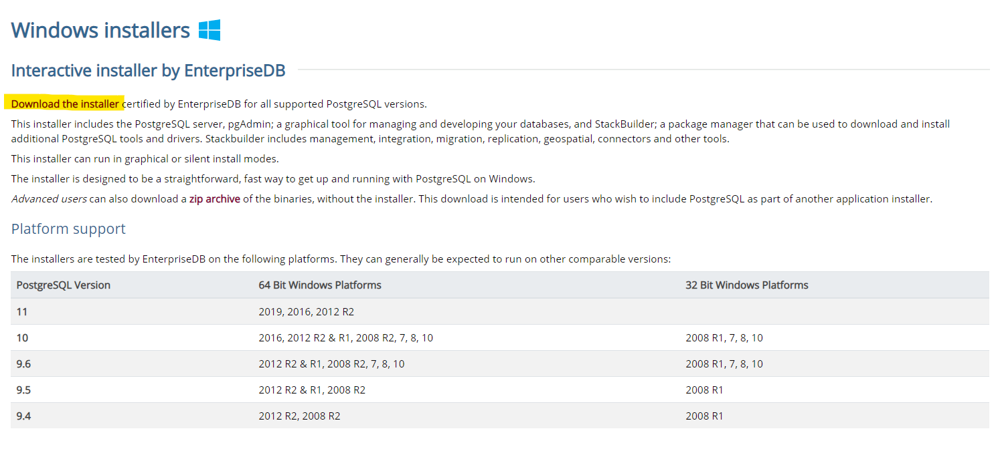 Windows installers
Interactive installer by EnterpriseDB
Download the installer certified by EnterpriseDB for all supported PostgreSQL versions.
This installer includes the PostgreSQL server, pgAdmin; a graphical tool for managing and developing your databases, and StackBuilder; a package manager that can be used to download and install
additional PostgreSQL tools and drivers. Stackbuilder includes management, integration, migration, replication, geospatial, connectors and other tools.
This installer can run in graphical or silent install modes.
The installer is designed to be a straightforward, fast way to get up and running with PostgreSQL on Windows.
Advanced users can also download a zip archive of the binaries, without the installer. This download is intended for users who wish to include PostgreSQL as part of another application installer.
Platform support
The installers are tested by EnterpriseDB on the following platforms. They can generally be expected to run on other comparable versions:
PostgreSQL Version 64 Bit Windows Platforms 32 Bit Windows Platforms
11 2019, 2016, 2012 R2
10 2016, 2012 R2 & R1, 2008 R2, 7, 8, 10 2008 R1, 7, 8, 10
9.6 2012 R2 & R1, 2008 R2, 7, 8, 10 2008 R1, 7, 8, 10
9.5 2012 R2 & R1, 2008 R2 2008 R1
9.4 2012 R2, 2008 R2 2008 R1